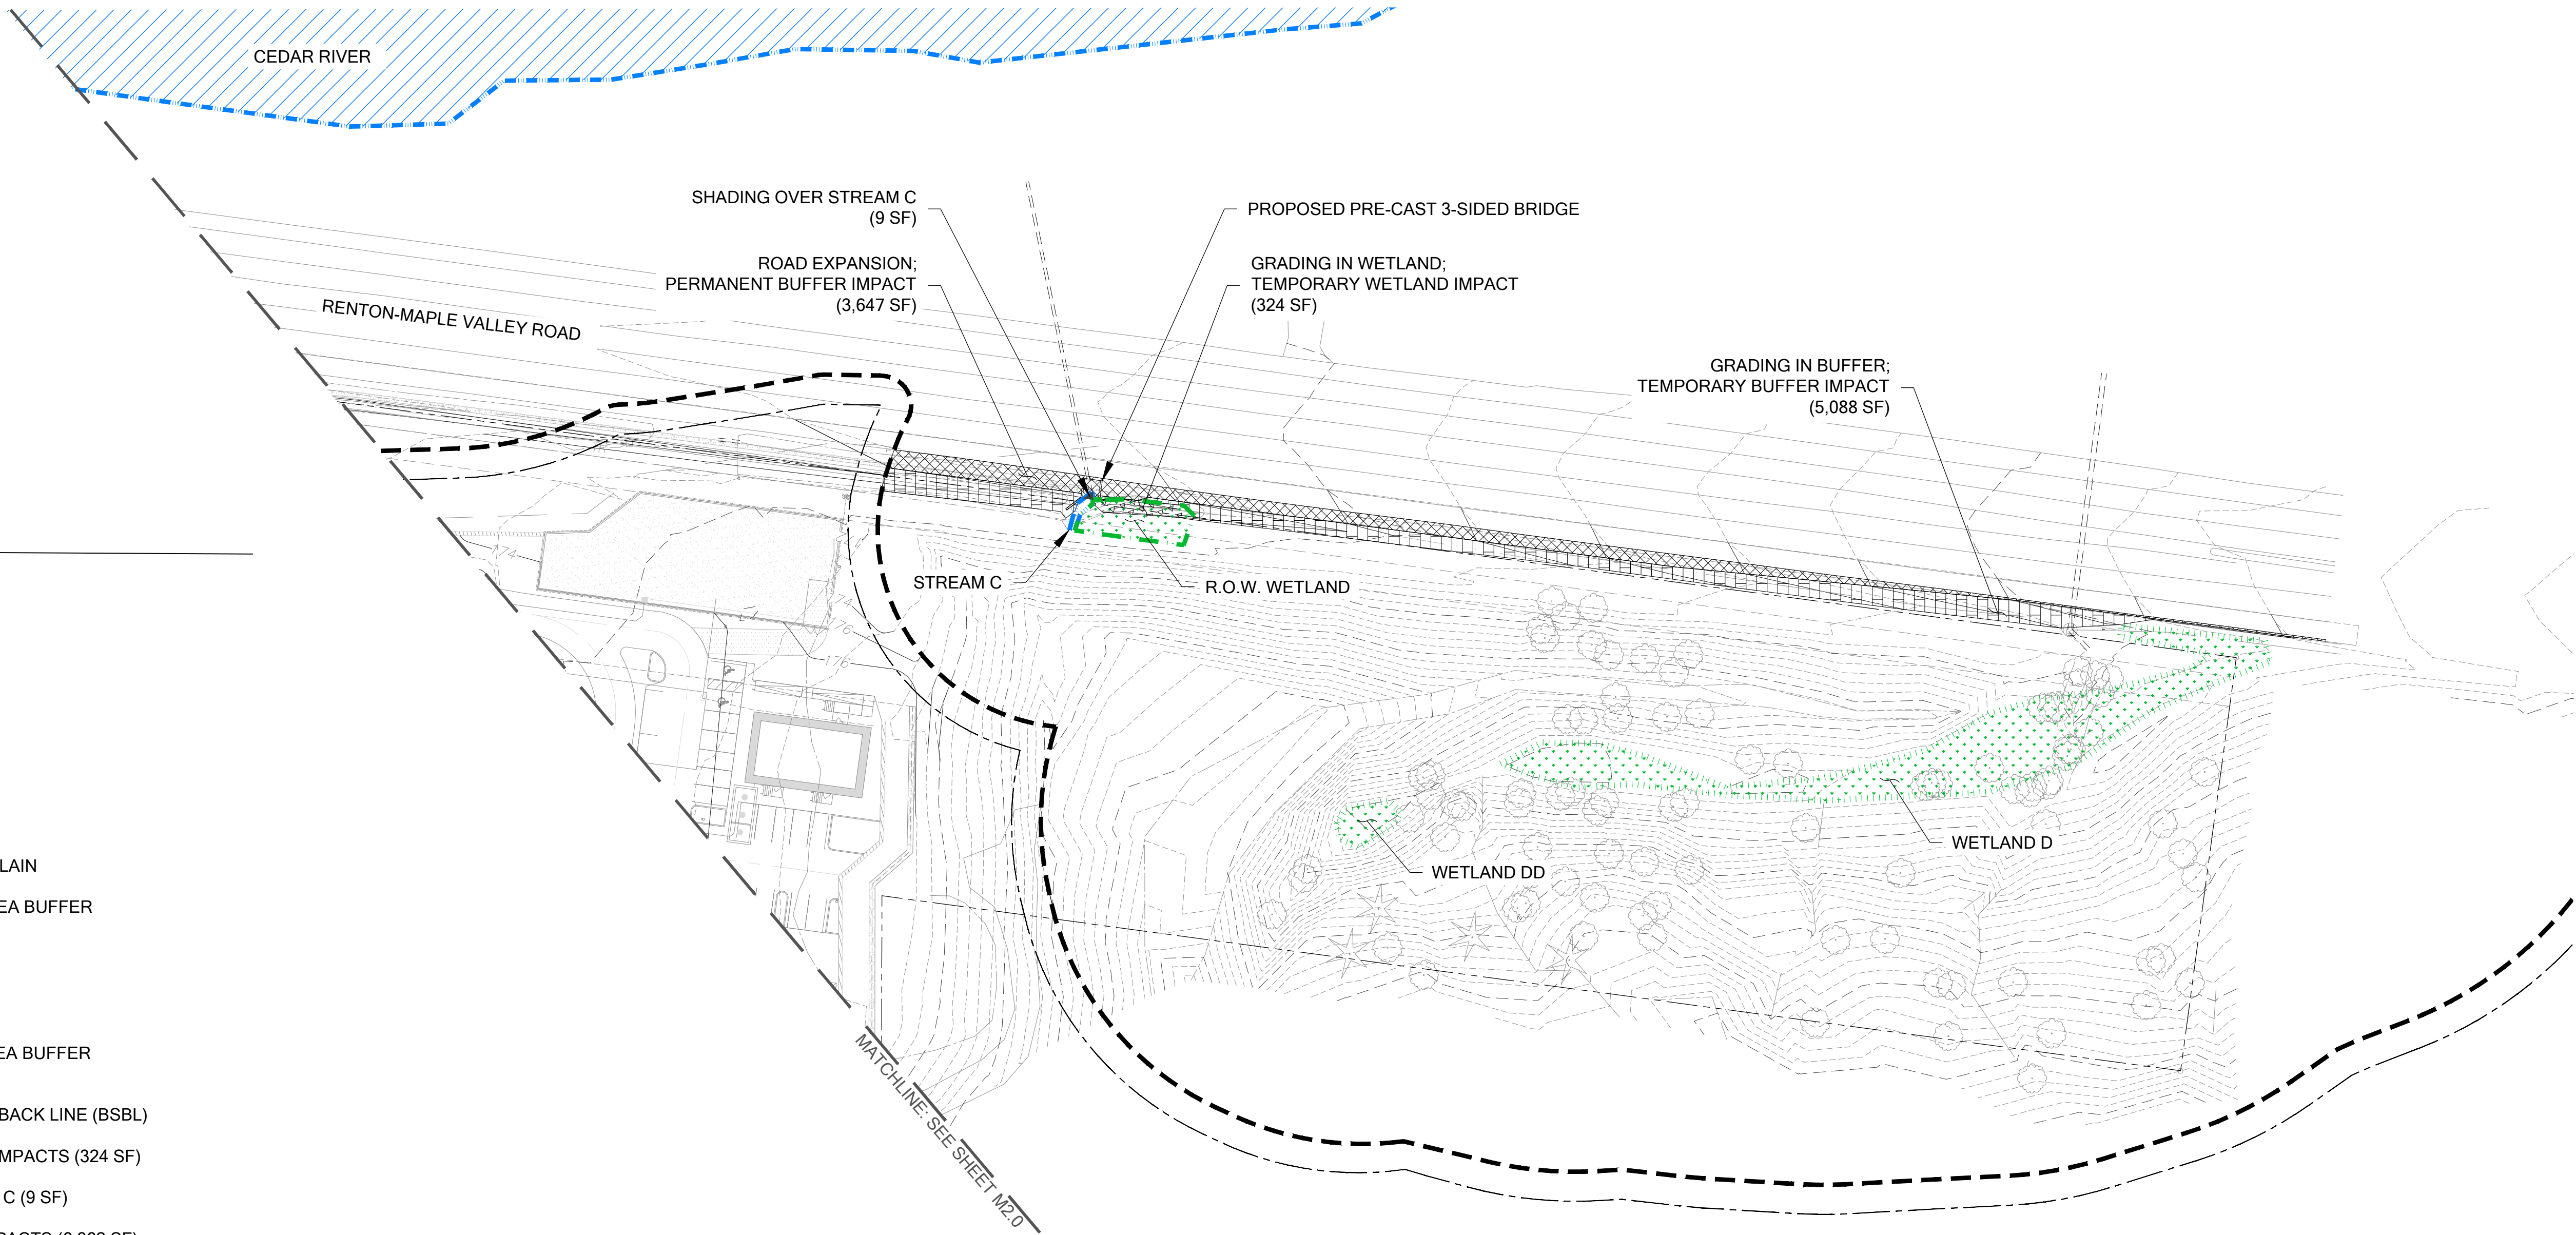 CEDAR RIVER
SHADING OVER STREAM C
(9 SF)
PROPOSED PRE-CAST 3-SIDED BRIDGE
ROAD EXPANSION;
PERMANENT BUFFER IMPACT
(3,647 SF)
GRADING IN WETLAND;
TEMPORARY WETLAND IMPACT
(324 SF)
RENTON-MAPLE VALLEY ROAD
GRADING IN BUFFER;
TEMPORARY BUFFER IMPACT
(5,088 SF)
174
STREAM C
R.O.W. WETLAND
176
176
WETLAND D
WETLAND DD
LAIN
EA BUFFER
EA BUFFER
BACK LINE (BSBL)
MPACTS (324 SF)
C (9 SF)
MATCHLINE: SEE SHEET M2.0